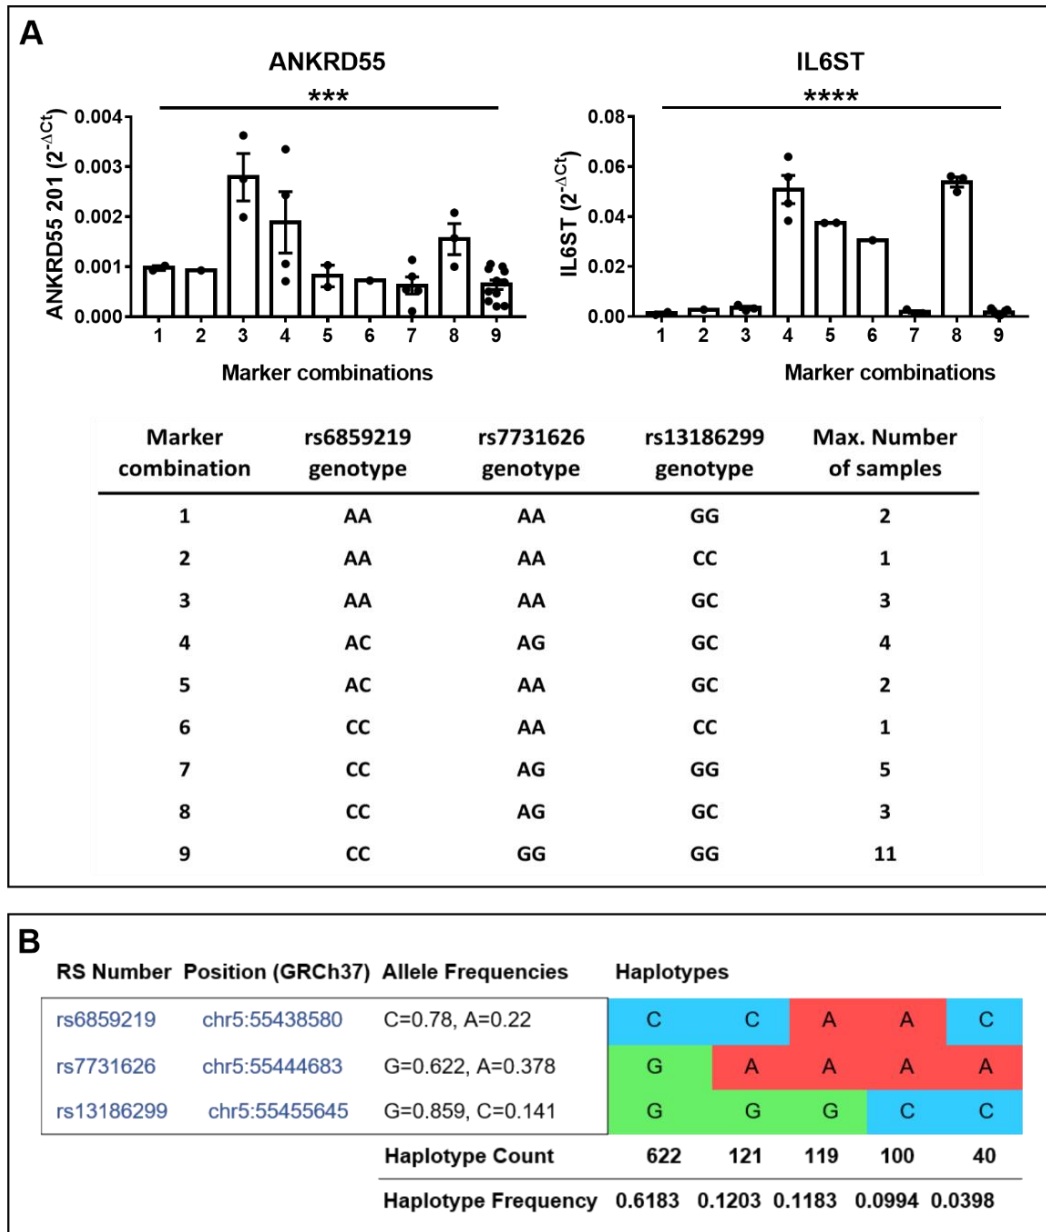 A
ANKRD55
***
ANKRD55 201 (2^-ΔCt)
0.004
0.003
0.002
0.001
0.000
1 2 3 4 5 6 7 8 9
Marker combinations
IL6ST
****
IL6ST (2^-ΔCt)
0.08
0.06
0.04
0.02
0.00
1 2 3 4 5 6 7 8 9
Marker combinations
Marker rs6859219 rs7731626 rs13186299 Max. Number
combination genotype genotype genotype of samples
1 AA AA GG 2
2 AA AA CC 1
3 AA AA GC 3
4 AC AG GC 4
5 AC AA GC 2
6 CC AA CC 1
7 CC AG GG 5
8 CC AG GC 3
9 CC GG GG 11
B
RS Number Position (GRCh37) Allele Frequencies Haplotypes
rs6859219 chr5:55438580 C=0.78, A=0.22 C C A A C
rs7731626 chr5:55444683 G=0.622, A=0.378 G A A A A
rs13186299 chr5:55455645 G=0.859, C=0.141 G G G C C
Haplotype Count 622 121 119 100 40
Haplotype Frequency 0.6183 0.1203 0.1183 0.0994 0.0398